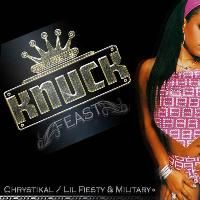 KNUCK
FEAST
CHRYSTIKAL / LIL FIESTY & MILITARY